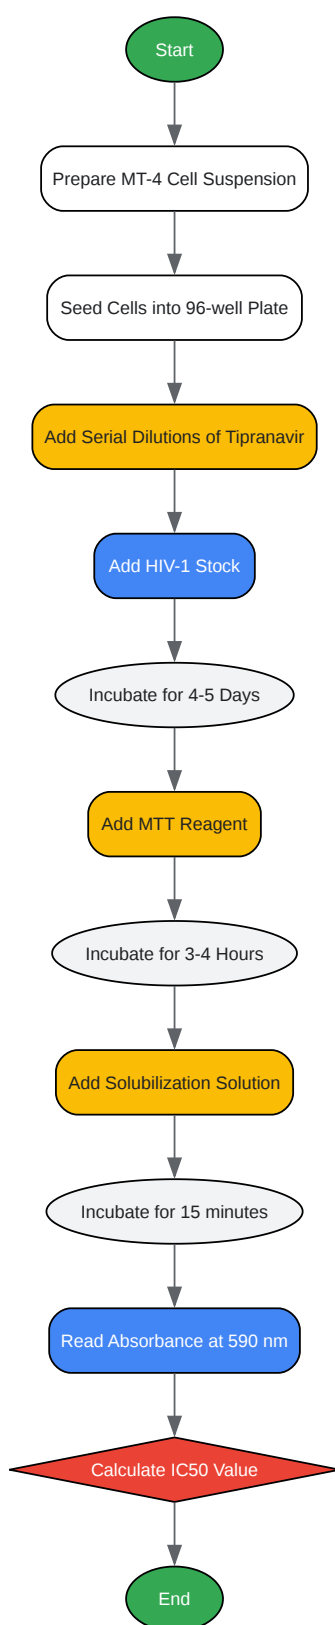 Start
Prepare MT-4 Cell Suspension
Seed Cells into 96-well Plate
Add Serial Dilutions of Tipranavir
Add HIV-1 Stock
Incubate for 4-5 Days
Add MTT Reagent
Incubate for 3-4 Hours
Add Solubilization Solution
Incubate for 15 minutes
Read Absorbance at 590 nm
Calculate IC50 Value
End